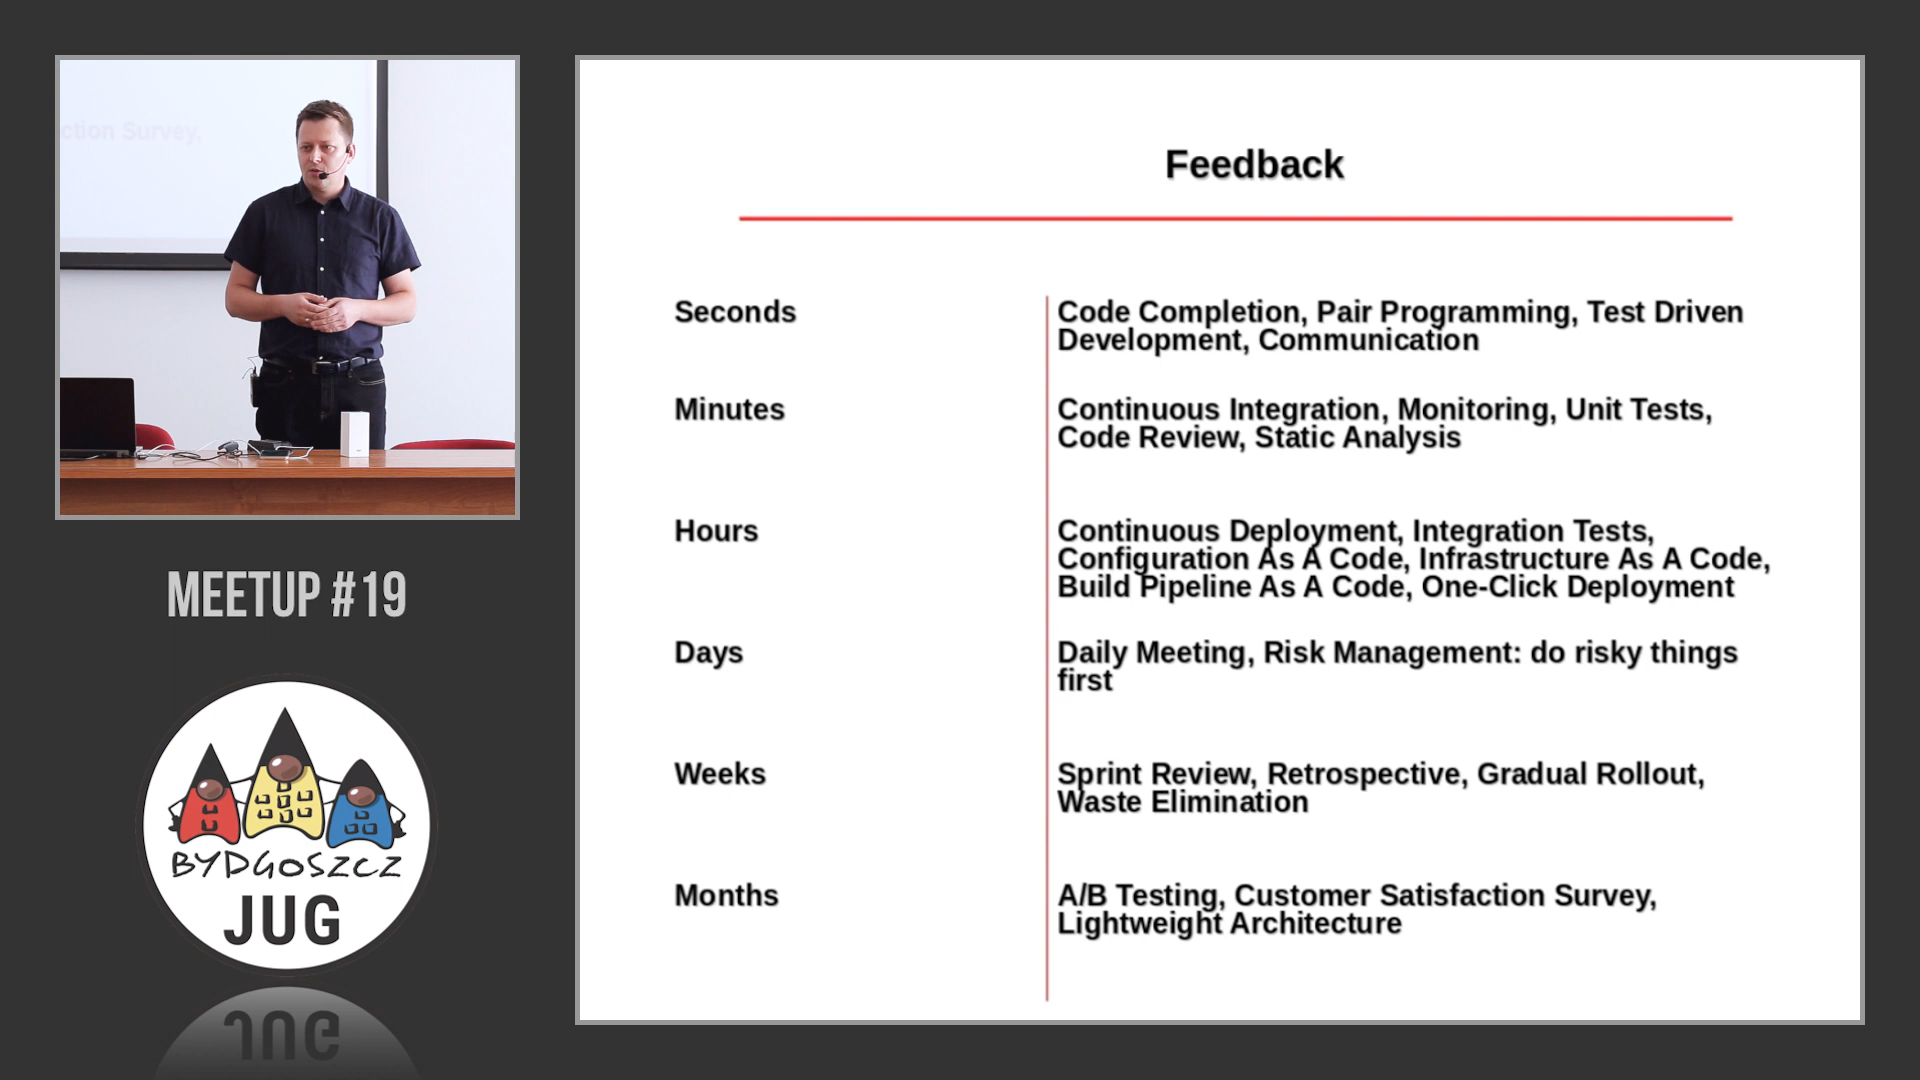 ction Survey,
MEETUP #19
BYDGOSZCZ
JUG
Feedback
Seconds
Code Completion, Pair Programming, Test Driven
Development, Communication
Minutes
Continuous Integration, Monitoring, Unit Tests,
Code Review, Static Analysis
Hours
Continuous Deployment, Integration Tests,
Configuration As A Code, Infrastructure As A Code,
Build Pipeline As A Code, One-Click Deployment
Days
Daily Meeting, Risk Management: do risky things
first
Weeks
Sprint Review, Retrospective, Gradual Rollout,
Waste Elimination
Months
A/B Testing, Customer Satisfaction Survey,
Lightweight Architecture